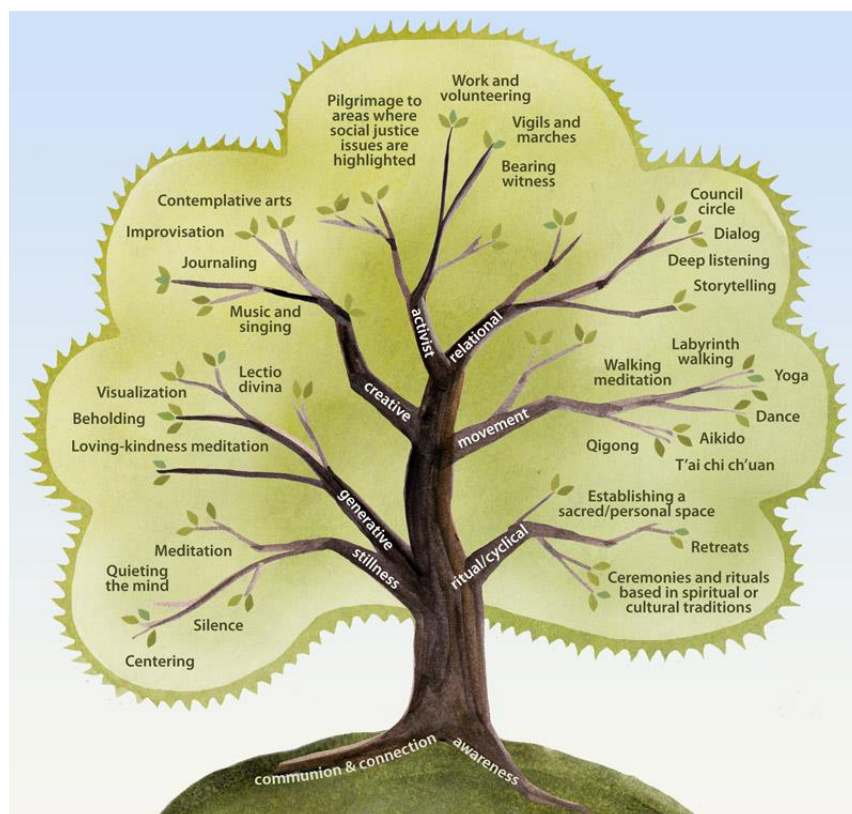 Work and
volunteering
Pilgrimage to
areas where
social justice
issues are
highlighted
Vigils and
marches
Bearing
witness
Contemplative arts
Improvisation
Journaling
Music and
singing
Council
circle
Dialog
Deep listening
Storytelling
activist
relational
creative
movement
Walking
meditation
Labyrinth
walking
Yoga
Dance
Aikido
Qigong
T'ai chi ch'uan
Visualization
Lectio
divina
Beholding
Loving-kindness meditation
generative
stillness
Meditation
Quieting
the mind
Silence
Centering
ritual/cyclical
Establishing a
sacred/personal space
Retreats
Ceremonies and rituals
based in spiritual or
cultural traditions
communion & connection
awareness